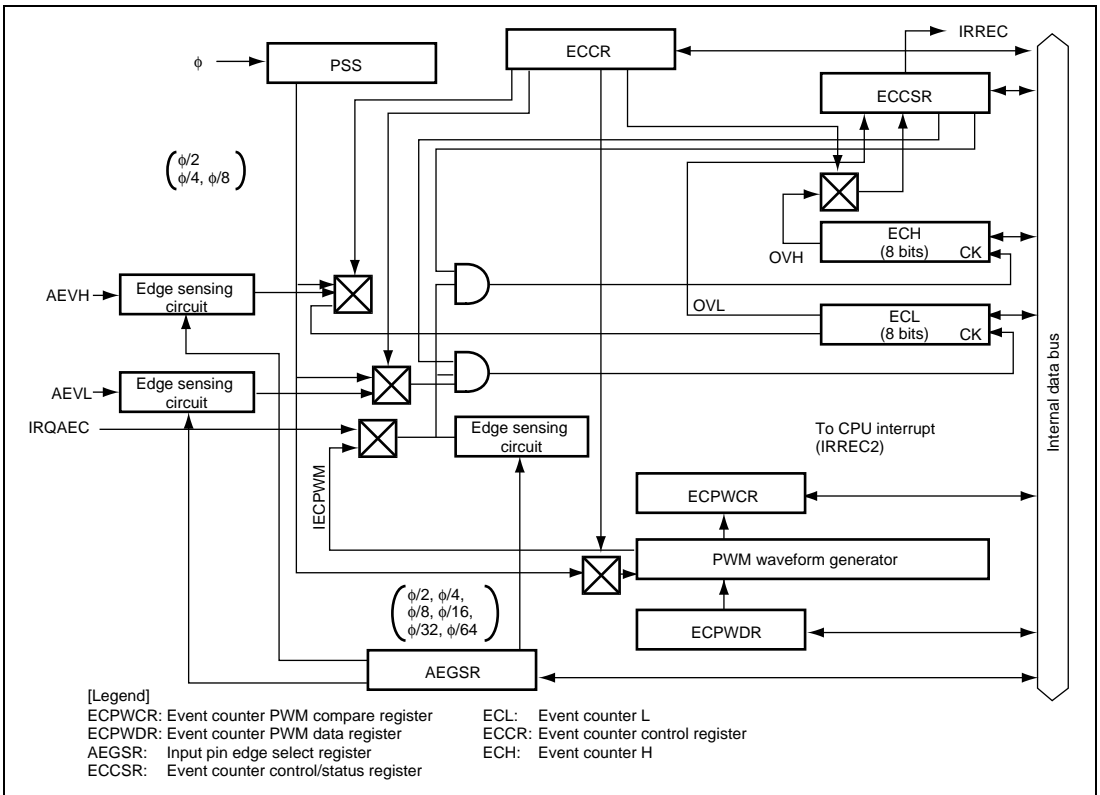 IRREC
ECCR
φ
PSS
ECCSR
φ/2
φ/4, φ/8
ECH
(8 bits)
CK
OVH
AEVH
Edge sensing
circuit
OVL
ECL
(8 bits)
CK
Internal data bus
AEVL
Edge sensing
circuit
IRQAEC
Edge sensing
circuit
To CPU interrupt
(IRREC2)
IECPWM
ECPWCR
PWM waveform generator
φ/2, φ/4,
φ/8, φ/16,
φ/32, φ/64
ECPWDR
AEGSR
[Legend]
ECPWCR: Event counter PWM compare register
ECPWDR: Event counter PWM data register
AEGSR: Input pin edge select register
ECCSR: Event counter control/status register
ECL: Event counter L
ECCR: Event counter control register
ECH: Event counter H